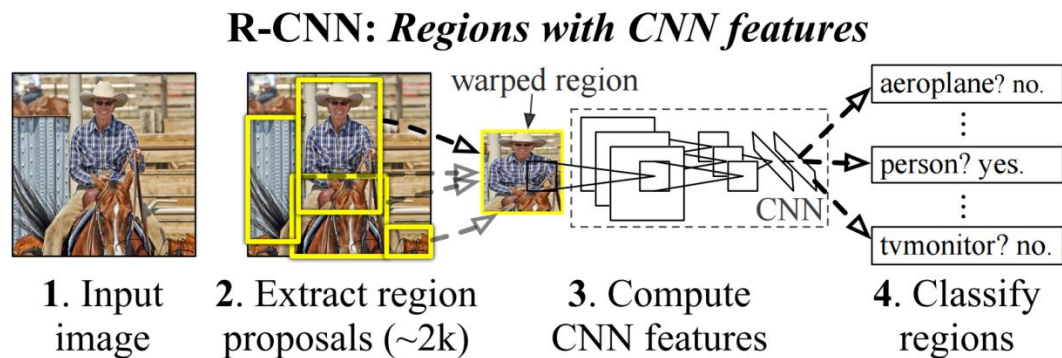 R-CNN: Regions with CNN features
warped region
aeroplane? no.
⋮
person? yes.
⋮
tvmonitor? no.
CNN
1. Input
image
2. Extract region
proposals (~2k)
3. Compute
CNN features
4. Classify
regions